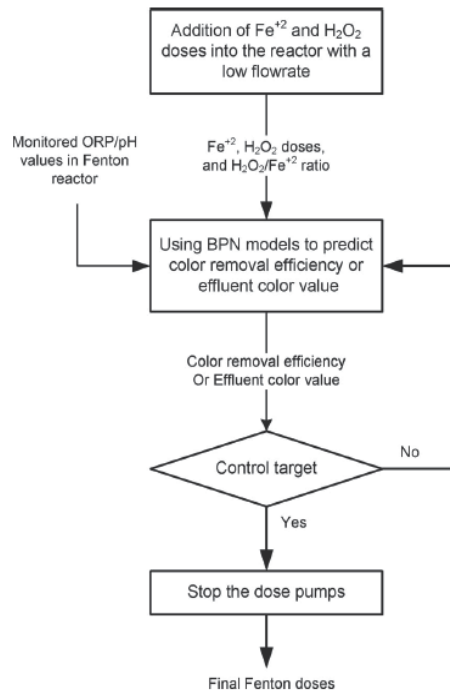 Addition of Fe⁺² and H₂O₂
doses into the reactor with a
low flowrate
Monitored ORP/pH
values in Fenton
reactor
Fe⁺², H₂O₂ doses,
and H₂O₂/Fe⁺² ratio
Using BPN models to predict
color removal efficiency or
effluent color value
Color removal efficiency
Or Effluent color value
Control target
No
Yes
Stop the dose pumps
Final Fenton doses